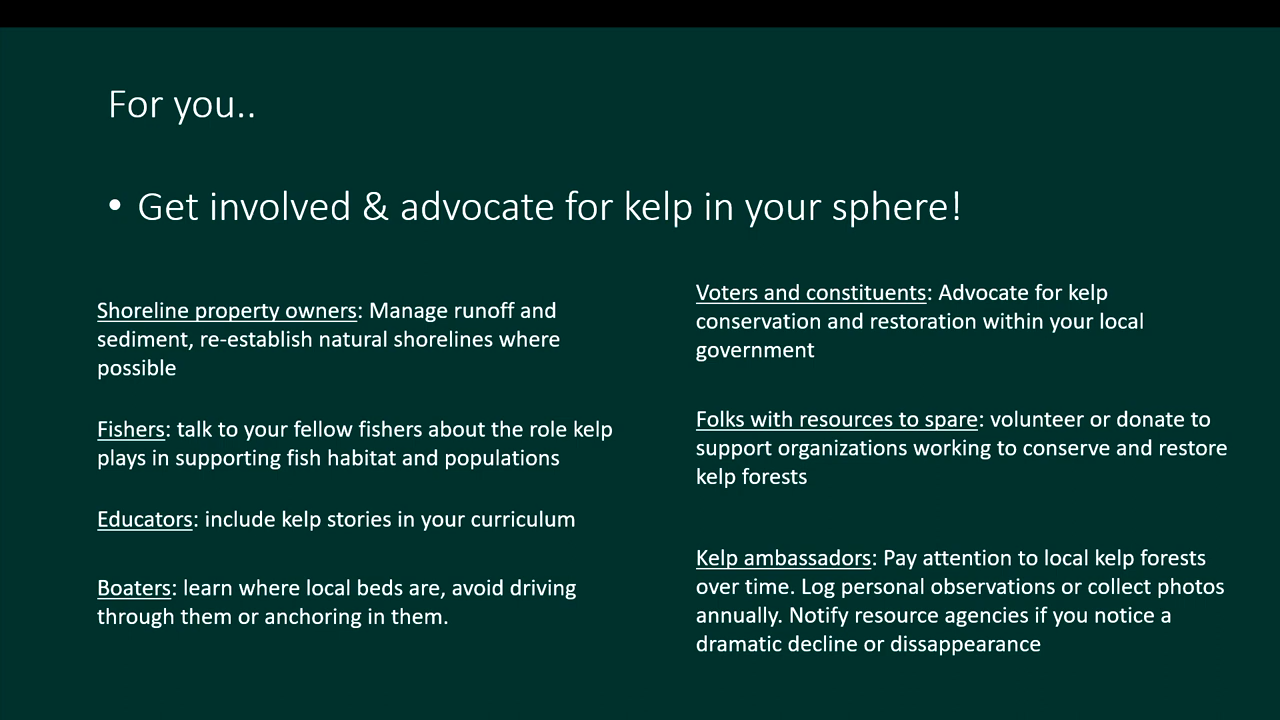 For you..
• Get involved & advocate for kelp in your sphere!
Shoreline property owners: Manage runoff and
sediment, re-establish natural shorelines where
possible
Fishers: talk to your fellow fishers about the role kelp
plays in supporting fish habitat and populations
Educators: include kelp stories in your curriculum
Boaters: learn where local beds are, avoid driving
through them or anchoring in them.
Voters and constituents: Advocate for kelp
conservation and restoration within your local
government
Folks with resources to spare: volunteer or donate to
support organizations working to conserve and restore
kelp forests
Kelp ambassadors: Pay attention to local kelp forests
over time. Log personal observations or collect photos
annually. Notify resource agencies if you notice a
dramatic decline or dissappearance